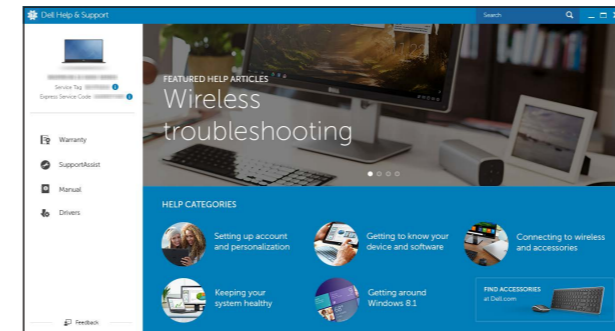 Dell Help & Support
Search
Service Tag
Express Service Code
Warranty
SupportAssist
Manual
Drivers
Feedback
FEATURED HELP ARTICLES
Wireless
troubleshooting
HELP CATEGORIES
Setting up account
and personalization
Getting to know your
device and software
Connecting to wireless
and accessories
Keeping your
system healthy
Getting around
Windows 8.1
FIND ACCESSORIES
at Dell.com